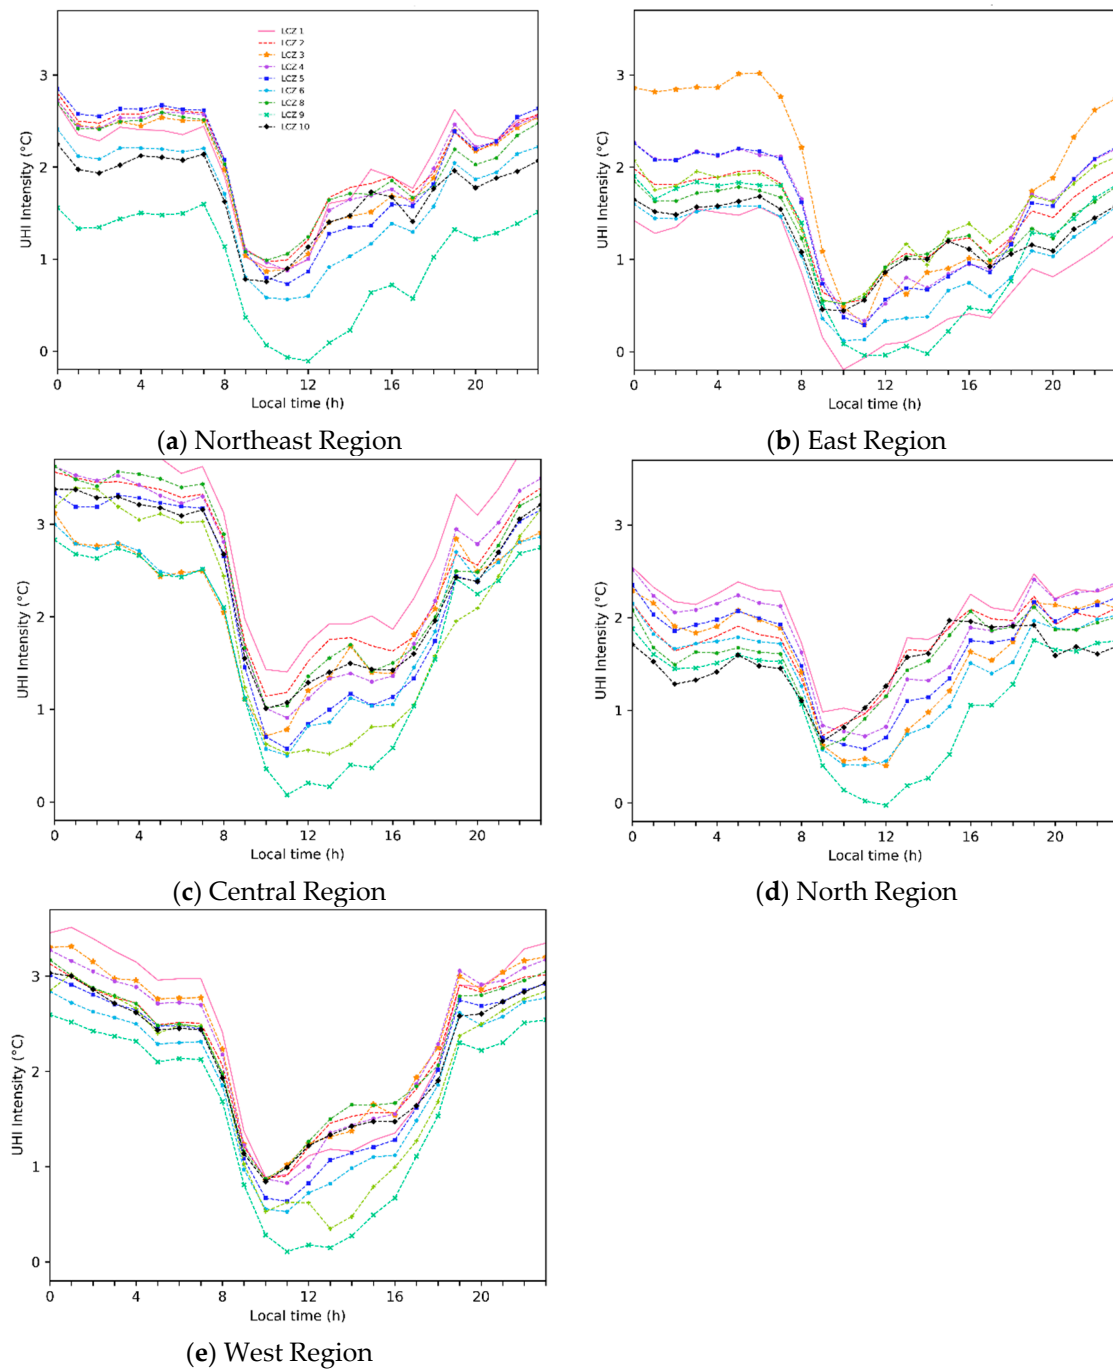 LCZ 1
LCZ 2
LCZ 3
LCZ 4
LCZ 5
LCZ 6
LCZ 8
LCZ 9
LCZ 10
UHI Intensity (°C)
3
2
1
0
0 4 8 12 16 20
Local time (h)
(a) Northeast Region
UHI Intensity (°C)
3
2
1
0
0 4 8 12 16 20
Local time (h)
(b) East Region
UHI Intensity (°C)
3
2
1
0
0 4 8 12 16 20
Local time (h)
(c) Central Region
UHI Intensity (°C)
3
2
1
0
0 4 8 12 16 20
Local time (h)
(d) North Region
UHI Intensity (°C)
3
2
1
0
0 4 8 12 16 20
Local time (h)
(e) West Region